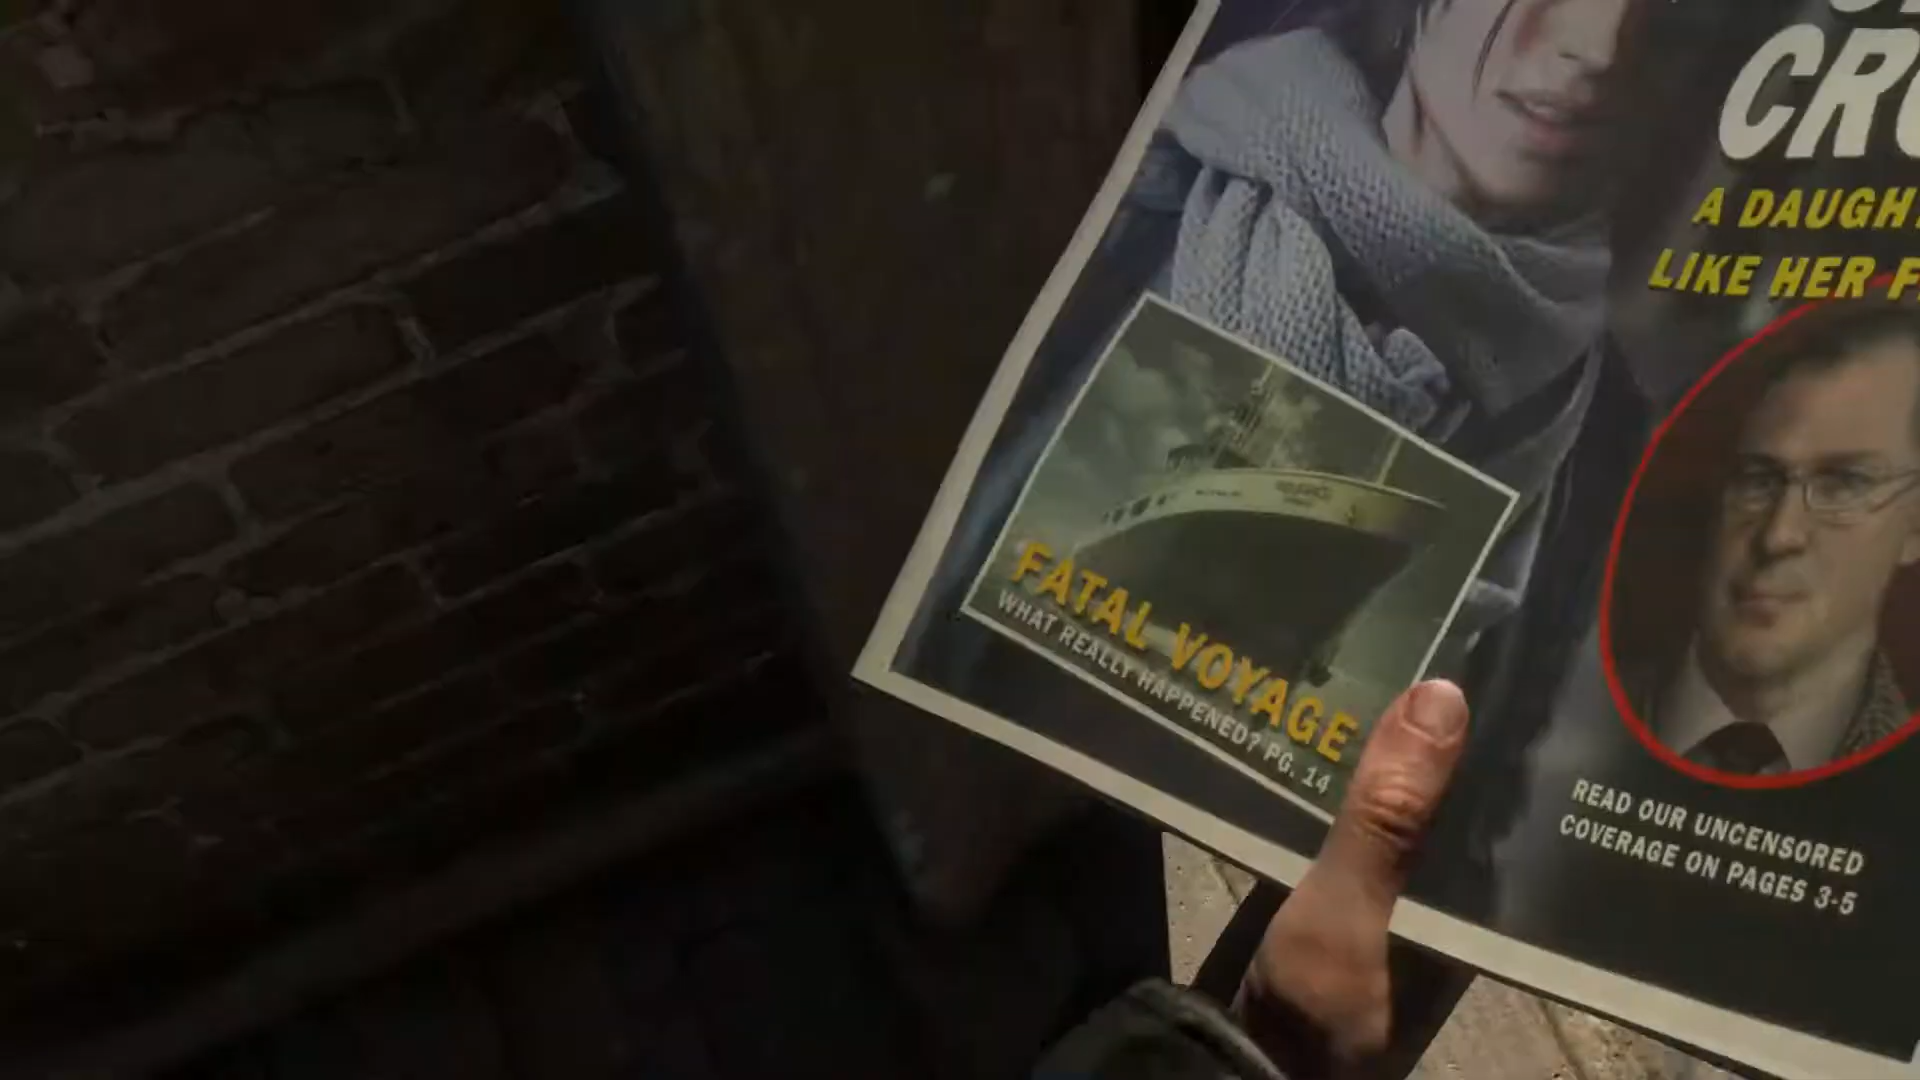 CR
A DAUGH
LIKE HER F
FATAL VOYAGE
WHAT REALLY HAPPENED? PG. 14
READ OUR UNCENSORED
COVERAGE ON PAGES 3-5